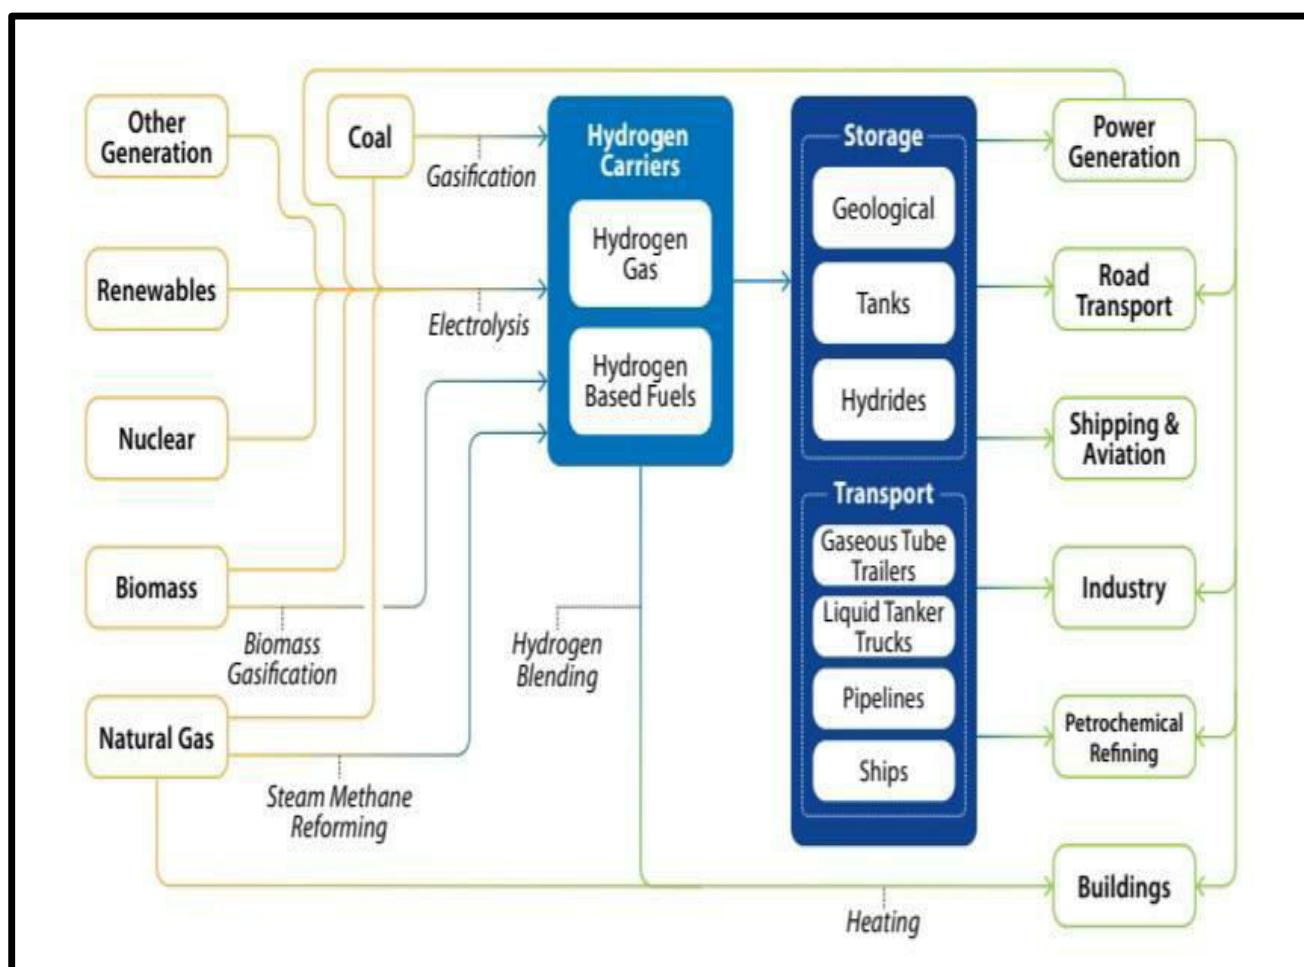 Other
Generation
Renewables
Nuclear
Biomass
Natural Gas
Coal
Gasification
Electrolysis
Biomass
Gasification
Steam Methane
Reforming
Hydrogen
Carriers
Hydrogen
Gas
Hydrogen
Based Fuels
Hydrogen
Blending
Storage
Geological
Tanks
Hydrides
Transport
Gaseous Tube
Trailers
Liquid Tanker
Trucks
Pipelines
Ships
Heating
Power
Generation
Road
Transport
Shipping &
Aviation
Industry
Petrochemical
Refining
Buildings